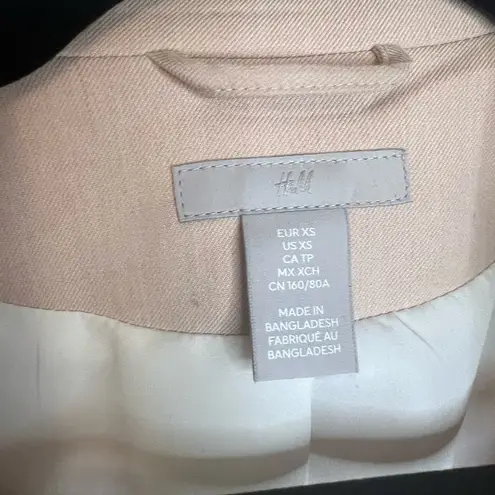 H&M
EUR XS
US XS
CA TP
MX XCH
CN 160/80A
MADE IN
BANGLADESH
FABRIQUÉ AU
BANGLADESH